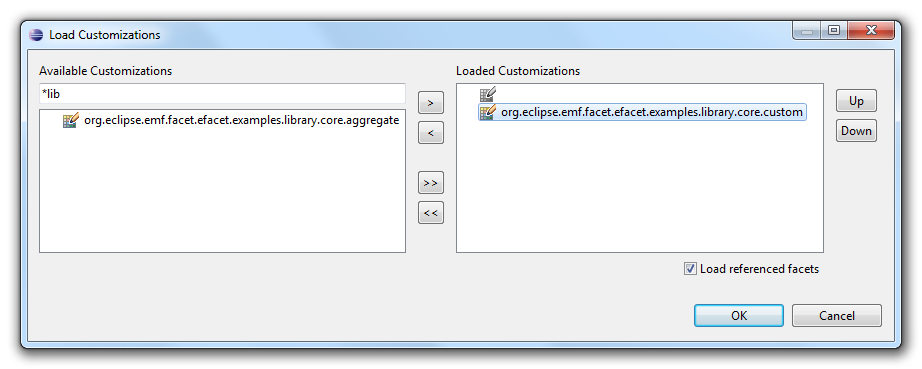 Load Customizations
Available Customizations
*lib
org.eclipse.emf.facet.efacet.examples.library.core.aggregate
>
<
>>
<<
Loaded Customizations
org.eclipse.emf.facet.efacet.examples.library.core.custom
Up
Down
Load referenced facets
OK
Cancel